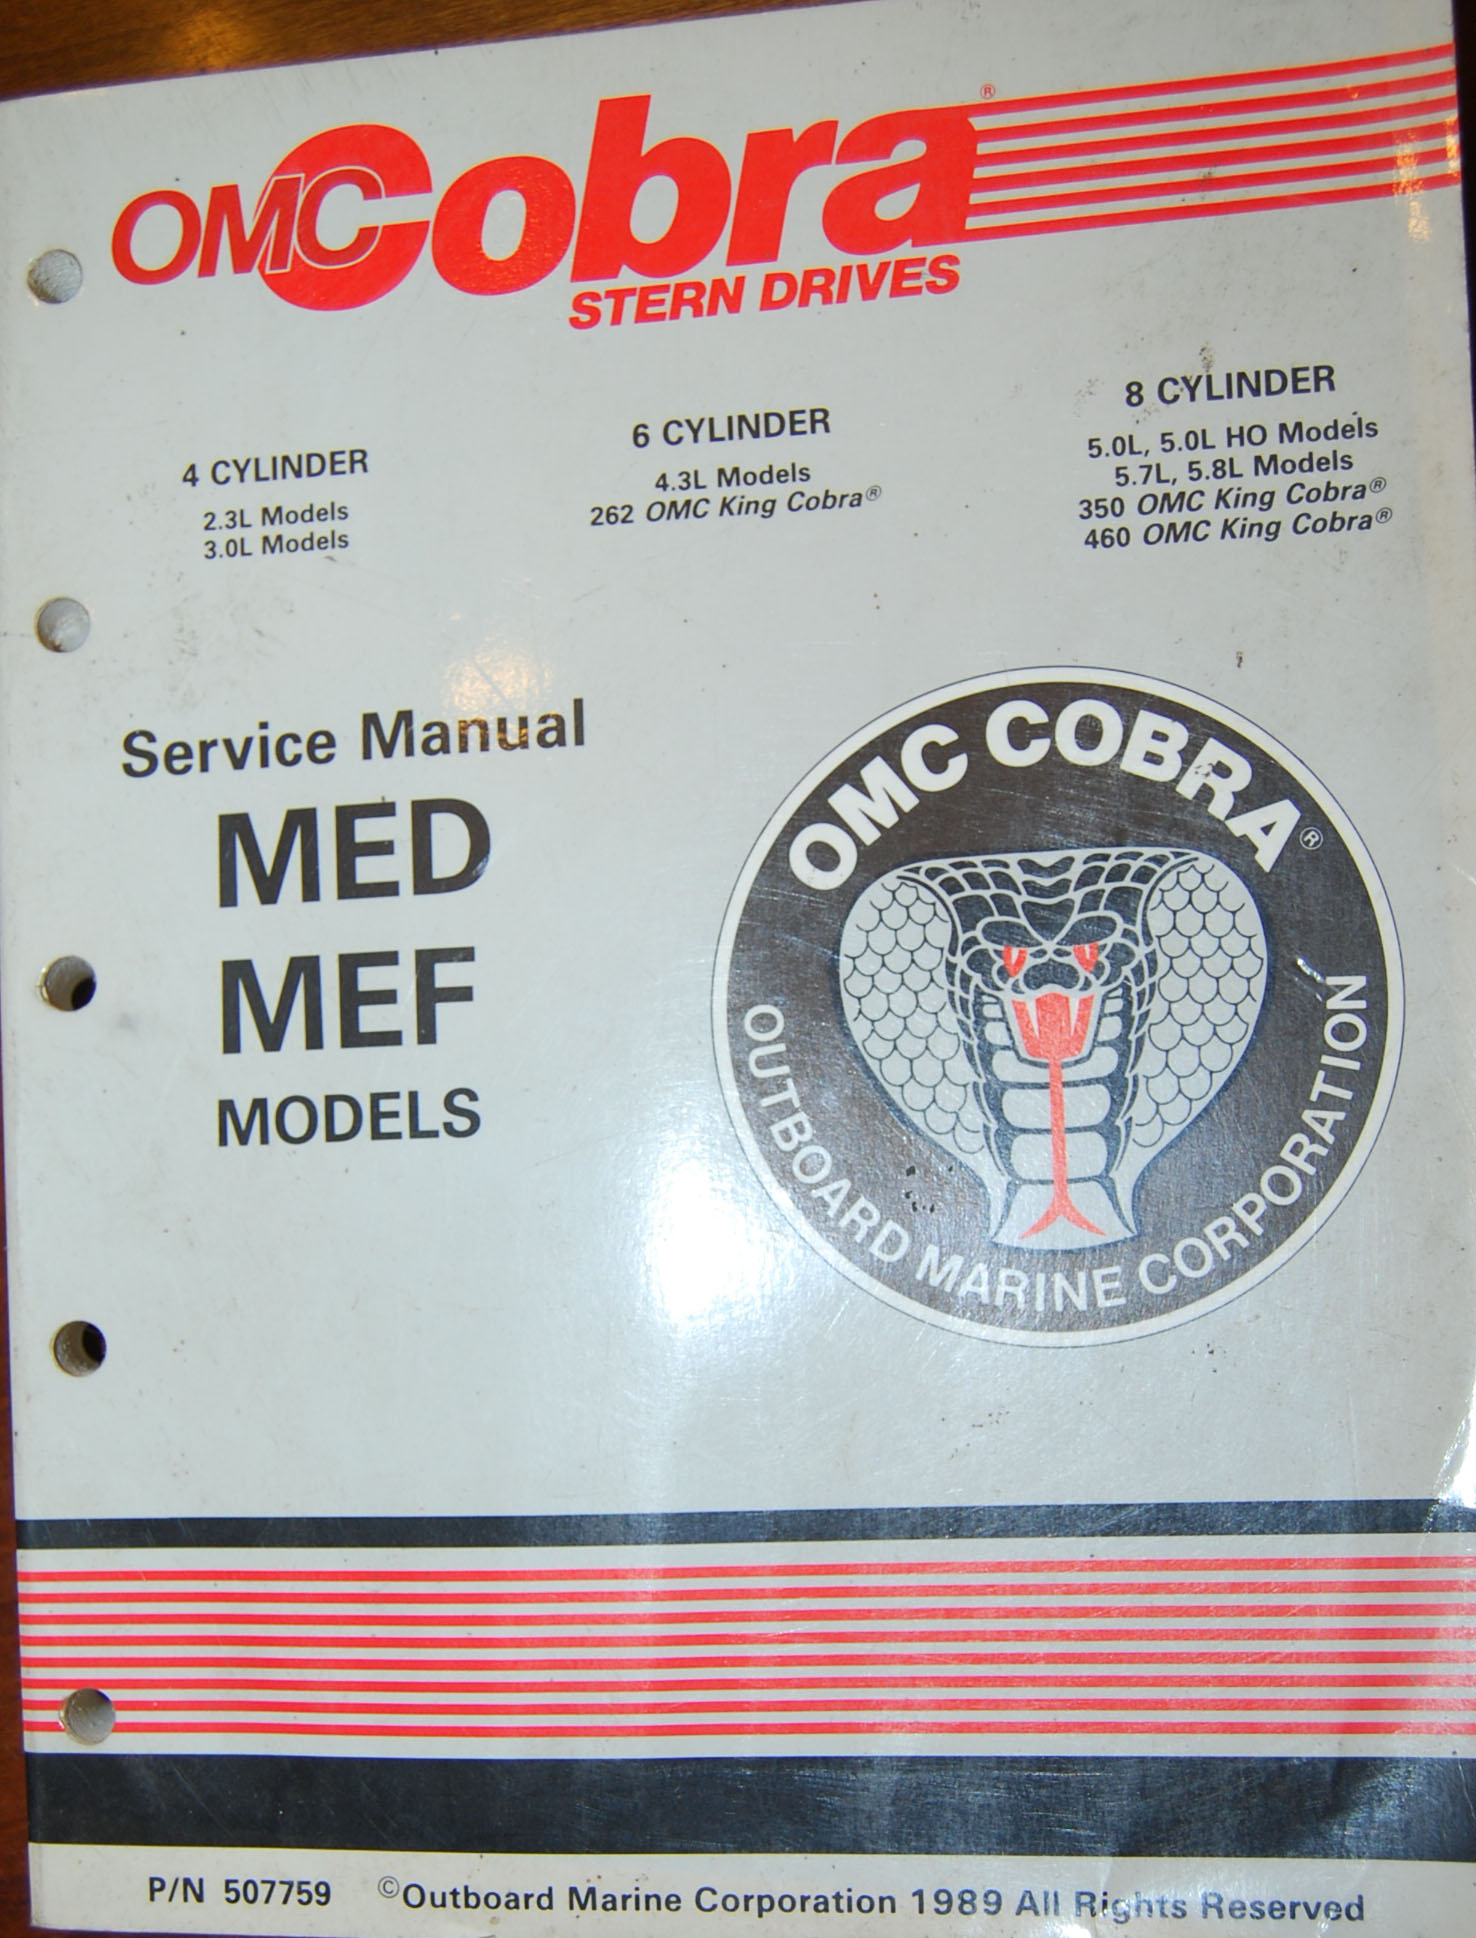 OMC Cobra®
STERN DRIVES
4 CYLINDER
2.3L Models
3.0L Models
6 CYLINDER
4.3L Models
262 OMC King Cobra®
8 CYLINDER
5.0L, 5.0L HO Models
5.7L, 5.8L Models
350 OMC King Cobra®
460 OMC King Cobra®
Service Manual
MED
MEF
MODELS
OMC COBRA®
OUTBOARD MARINE CORPORATION
P/N 507759 ©Outboard Marine Corporation 1989 All Rights Reserved